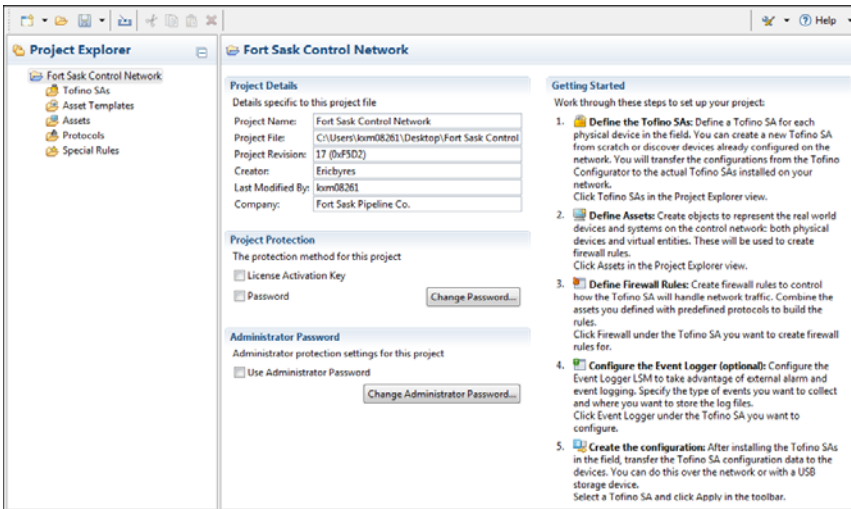 Help
Project Explorer
Fort Sask Control Network
Tofino SAs
Asset Templates
Assets
Protocols
Special Rules
Fort Sask Control Network
Project Details
Details specific to this project file
Project Name: Fort Sask Control Network
Project File: C:\Users\kxm08261\Desktop\Fort Sask Control
Project Revision: 17 (0xF5D2)
Creator: Ericbyres
Last Modified By: kxm08261
Company: Fort Sask Pipeline Co.
Project Protection
The protection method for this project
License Activation Key
Password
Change Password...
Administrator Password
Administrator protection settings for this project
Use Administrator Password
Change Administrator Password...
Getting Started
Work through these steps to set up your project:
1. Define the Tofino SAs: Define a Tofino SA for each
physical device in the field. You can create a new Tofino SA
from scratch or discover devices already configured on the
network. You will transfer the configurations from the Tofino
Configurator to the actual Tofino SAs installed on your
network.
Click Tofino SAs in the Project Explorer view.
2. Define Assets: Create objects to represent the real world
devices and systems on the control network: both physical
devices and virtual entities. These will be used to create
firewall rules.
Click Assets in the Project Explorer view.
3. Define Firewall Rules: Create firewall rules to control
how the Tofino SA will handle network traffic. Combine the
assets you defined with predefined protocols to build the
rules.
Click Firewall under the Tofino SA you want to create firewall
rules for.
4. Configure the Event Logger (optional): Configure the
Event Logger LSM to take advantage of external alarm and
event logging. Specify the type of events you want to collect
and where you want to store the log files.
Click Event Logger under the Tofino SA you want to
configure.
5. Create the configuration: After installing the Tofino SAs
in the field, transfer the Tofino SA configuration data to the
devices. You can do this over the network or with a USB
storage device.
Select a Tofino SA and click Apply in the toolbar.